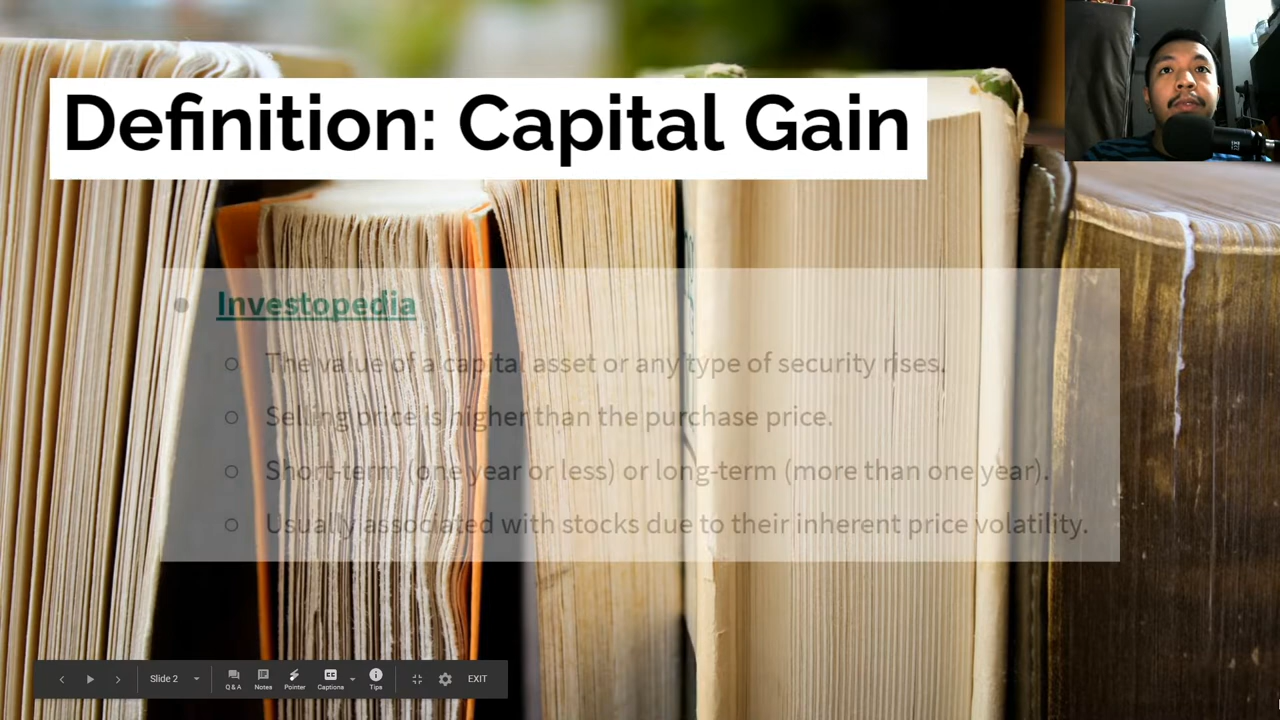 Definition: Capital Gain
Investopedia
The value of a capital asset or any type of security rises.
Selling price is higher than the purchase price.
Short-term (one year or less) or long-term (more than one year).
Usually associated with stocks due to their inherent price volatility.
Slide 2
Q & A
Notes
Pointer
Captions
Tips
EXIT